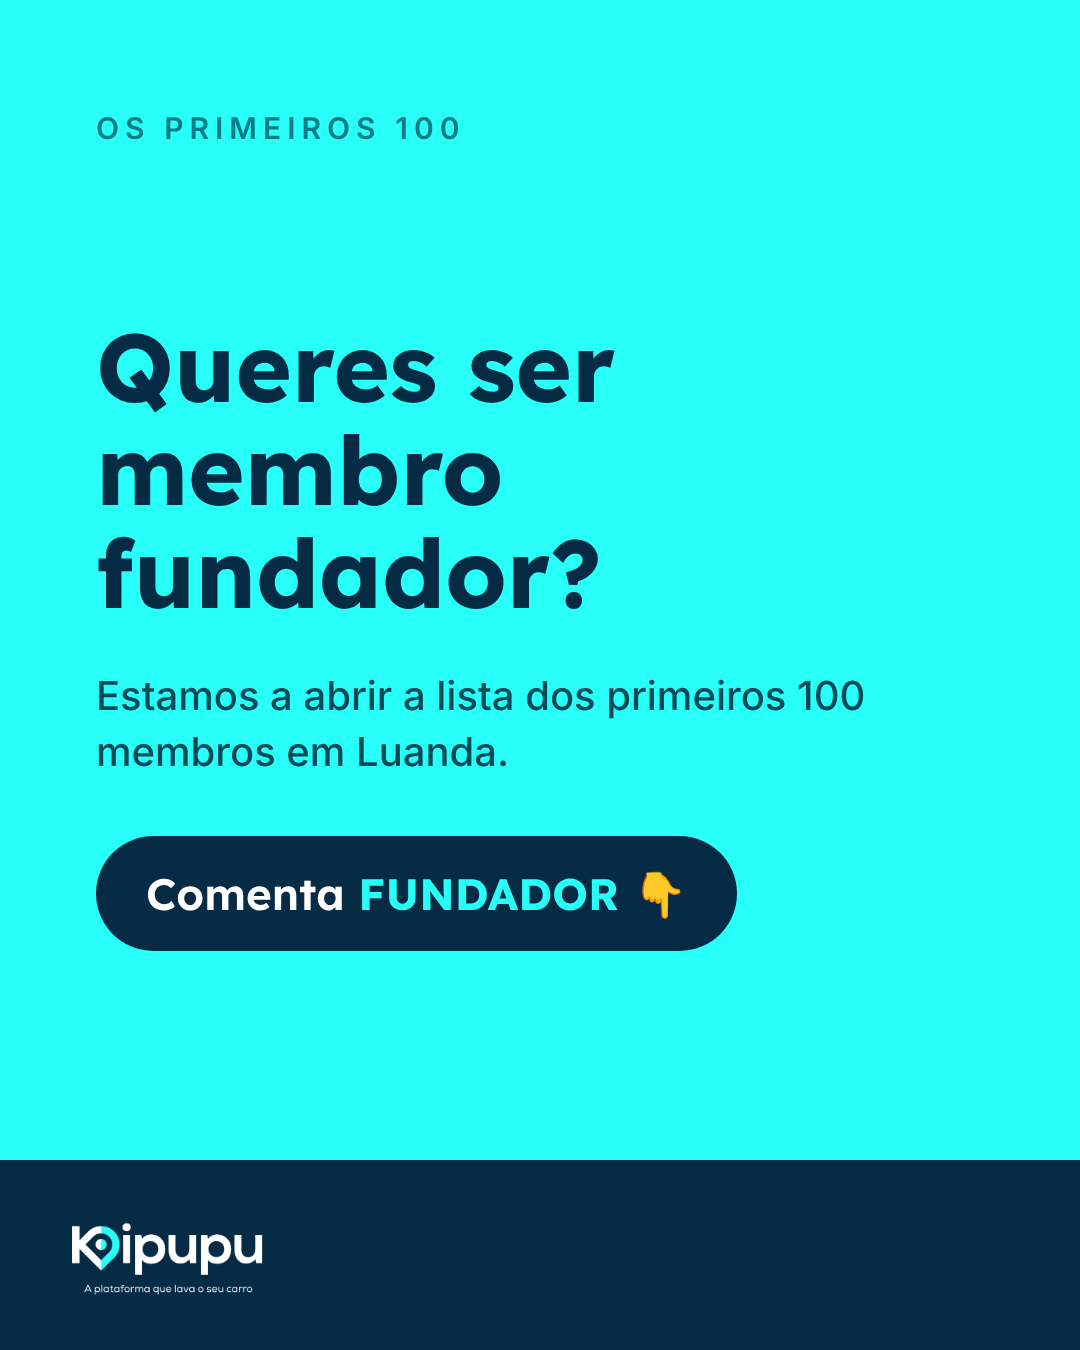 OS PRIMEIROS 100
Queres ser
membro
fundador?
Estamos a abrir a lista dos primeiros 100
membros em Luanda.
Comenta FUNDADOR 👇
Kipupu
A plataforma que lava o seu carro